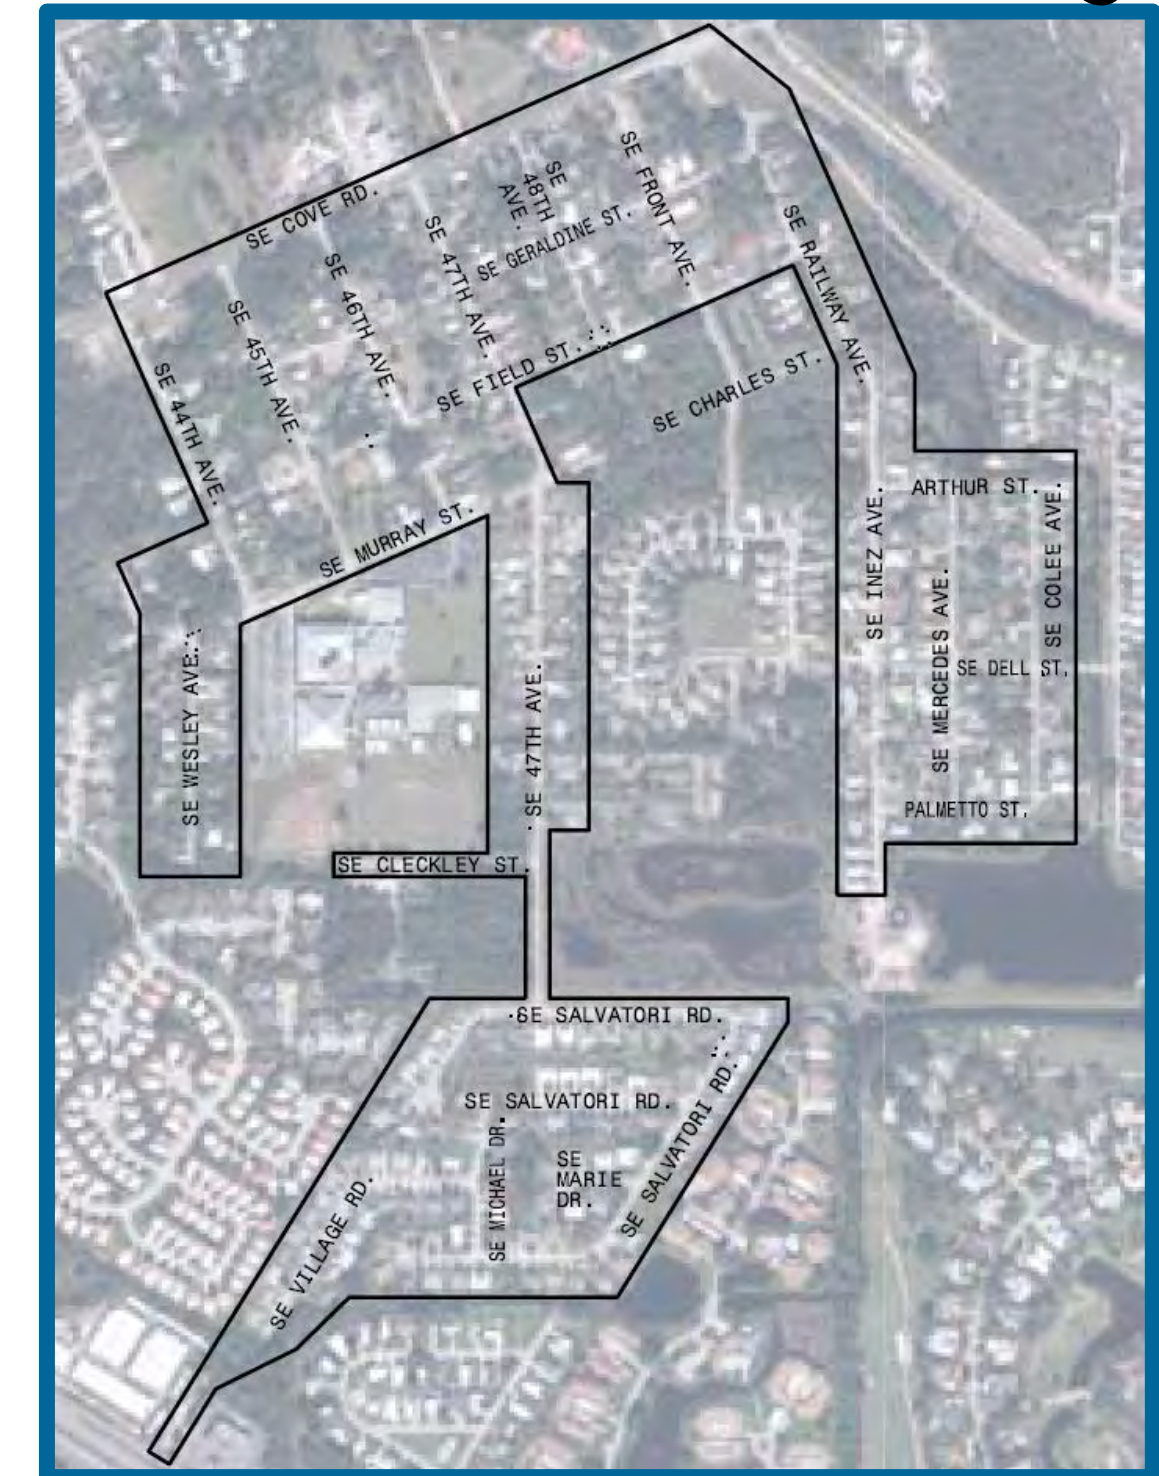 SE COVE RD.
SE
48TH
AVE.
SE FRONT AVE.
SE GERALDINE ST.
SE 47TH AVE.
SE RAILWAY AVE.
SE 46TH AVE.
SE 45TH AVE.
SE FIELD ST.
SE CHARLES ST.
SE 44TH AVE.
SE MURRAY ST.
ARTHUR ST.
SE INEZ AVE.
SE COLEE AVE.
SE MERCEDES AVE.
SE DELL ST.
SE WESLEY AVE.
SE 47TH AVE.
PALMETTO ST.
SE CLECKLEY ST.
SE SALVATORI RD.
SE SALVATORI RD.
SE SALVATORI RD.
SE MICHAEL DR.
SE
MARIE
DR.
SE VILLAGE RD.